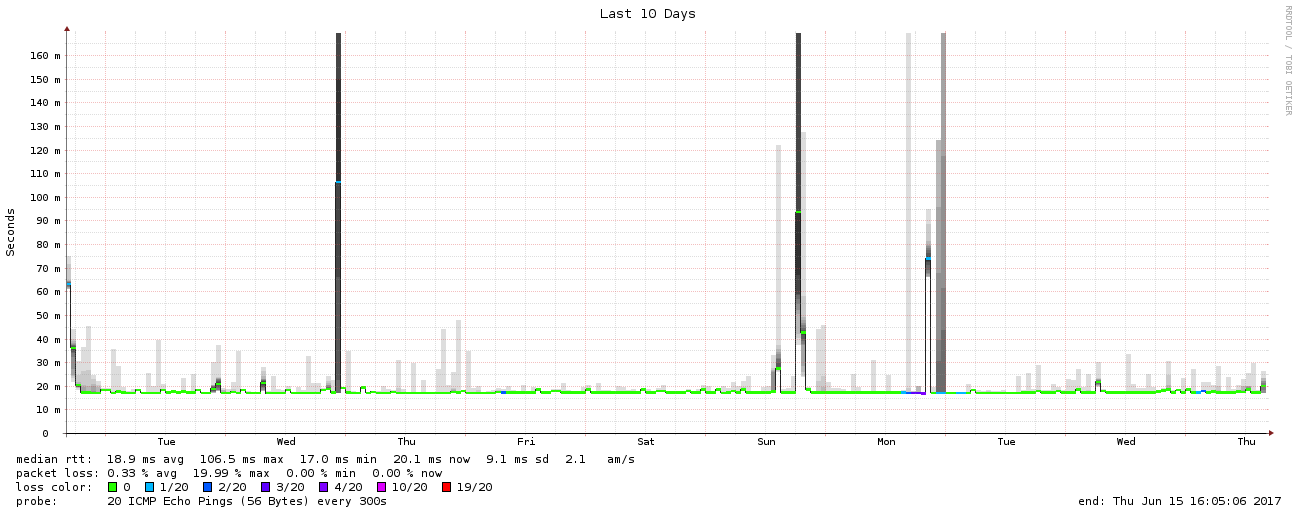 Last 10 Days
RRDTOOL / TOBI OETIKER
Seconds
160 m
150 m
140 m
130 m
120 m
110 m
100 m
90 m
80 m
70 m
60 m
50 m
40 m
30 m
20 m
10 m
0
Tue Wed Thu Fri Sat Sun Mon Tue Wed Thu
median rtt: 18.9 ms avg 106.5 ms max 17.0 ms min 20.1 ms now 9.1 ms sd 2.1 am/s
packet loss: 0.33 % avg 19.99 % max 0.00 % min 0.00 % now
loss color: 0 1/20 2/20 3/20 4/20 10/20 19/20
probe: 20 ICMP Echo Pings (56 Bytes) every 300s end: Thu Jun 15 16:05:06 2017